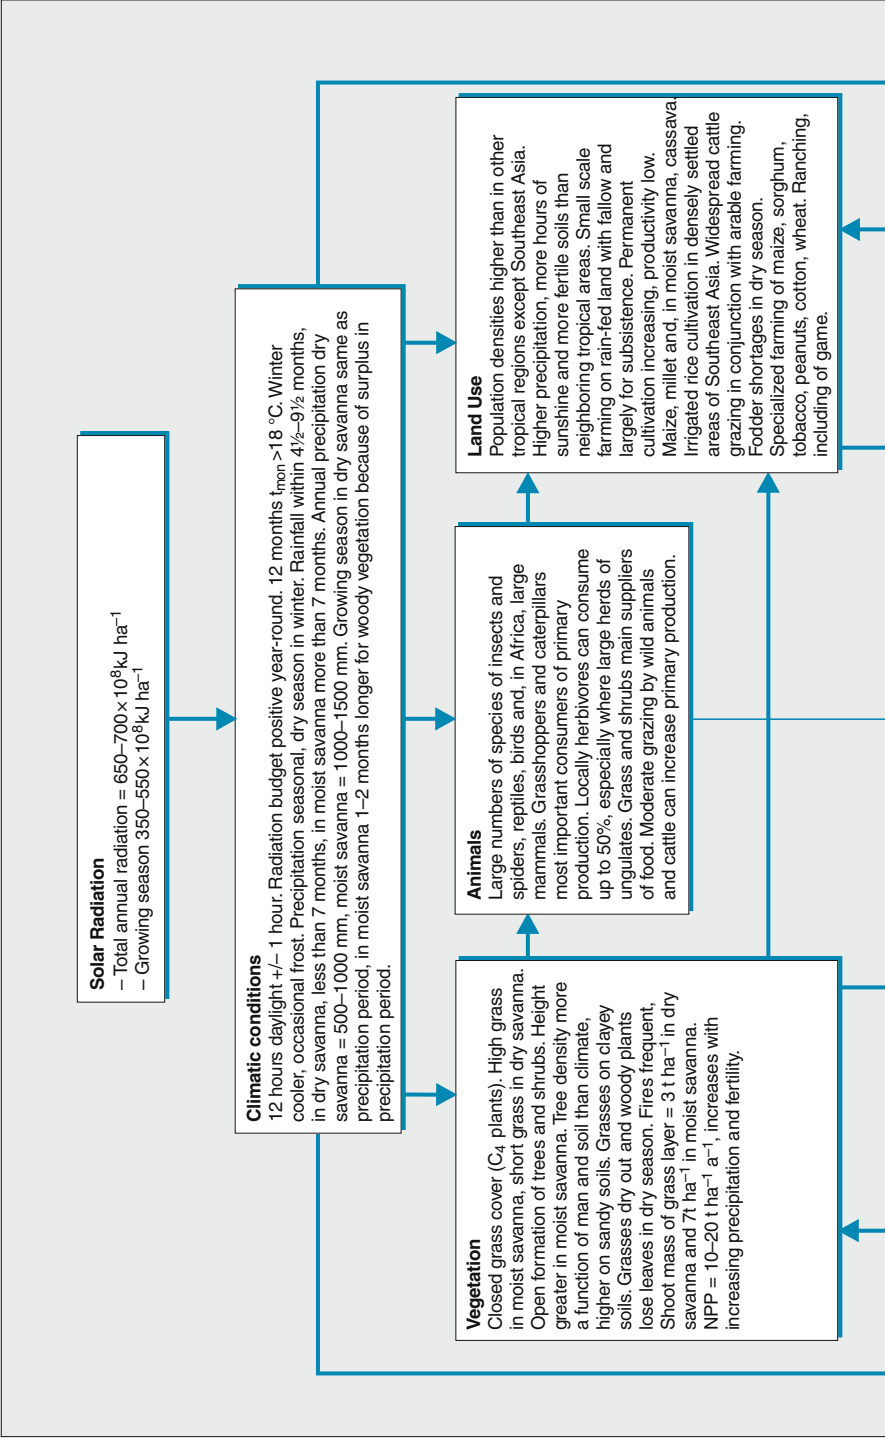 Solar Radiation
– Total annual radiation = 650–700×10⁸kJ ha⁻¹
– Growing season 350–550×10⁸kJ ha⁻¹
Climatic conditions
12 hours daylight +/– 1 hour. Radiation budget positive year-round. 12 months tmon >18 °C. Winter
cooler, occasional frost. Precipitation seasonal, dry season in winter. Rainfall within 4½–9½ months,
in dry savanna, less than 7 months, in moist savanna more than 7 months. Annual precipitation dry
savanna = 500–1000 mm, moist savanna = 1000–1500 mm. Growing season in dry savanna same as
precipitation period, in moist savanna 1–2 months longer for woody vegetation because of surplus in
precipitation period.
Vegetation
Closed grass cover (C₄ plants). High grass
in moist savanna, short grass in dry savanna.
Open formation of trees and shrubs. Height
greater in moist savanna. Tree density more
a function of man and soil than climate,
higher on sandy soils. Grasses on clayey
soils. Grasses dry out and woody plants
lose leaves in dry season. Fires frequent,
Shoot mass of grass layer = 3 t ha⁻¹ in dry
savanna and 7t ha⁻¹ in moist savanna.
NPP = 10–20 t ha⁻¹ a⁻¹, increases with
increasing precipitation and fertility.
Animals
Large numbers of species of insects and
spiders, reptiles, birds and, in Africa, large
mammals. Grasshoppers and caterpillars
most important consumers of primary
production. Locally herbivores can consume
up to 50%, especially where large herds of
ungulates. Grass and shrubs main suppliers
of food. Moderate grazing by wild animals
and cattle can increase primary production.
Land Use
Population densities higher than in other
tropical regions except Southeast Asia.
Higher precipitation, more hours of
sunshine and more fertile soils than
neighboring tropical areas. Small scale
farming on rain-fed land with fallow and
largely for subsistence. Permanent
cultivation increasing, productivity low.
Maize, millet and, in moist savanna, cassava.
Irrigated rice cultivation in densely settled
areas of Southeast Asia. Widespread cattle
grazing in conjunction with arable farming.
Fodder shortages in dry season.
Specialized farming of maize, sorghum,
tobacco, peanuts, cotton, wheat. Ranching,
including of game.